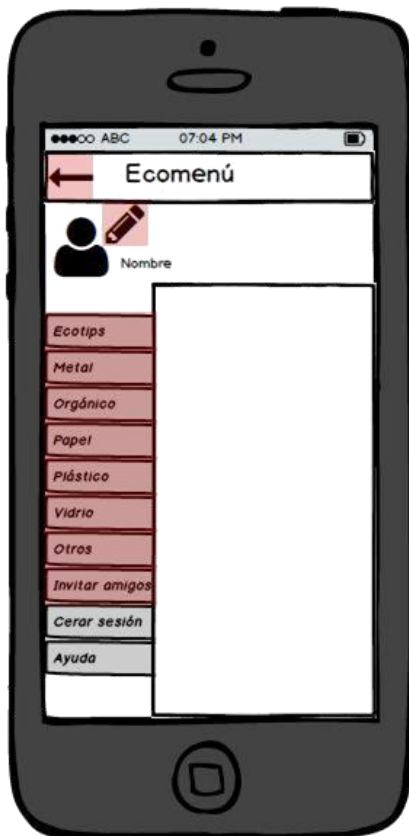 ABC 07:04 PM
Ecomenú
Nombre
Ecotips
Metal
Orgánico
Papel
Plástico
Vidrio
Otros
Invitar amigos
Cerar sesión
Ayuda